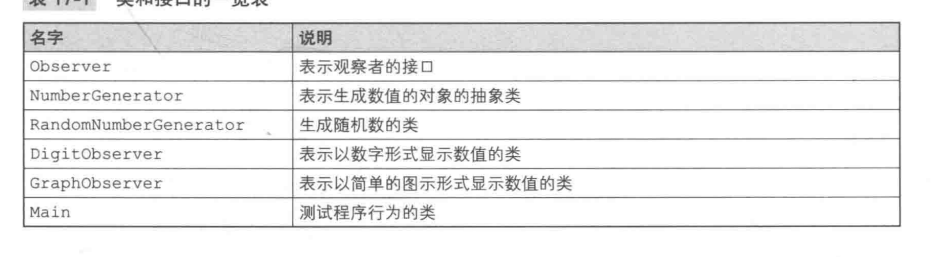 表 17-1 类和接口的一览表
名字 说明
Observer 表示观察者的接口
NumberGenerator 表示生成数值的对象的抽象类
RandomNumberGenerator 生成随机数的类
DigitObserver 表示以数字形式显示数值的类
GraphObserver 表示以简单的图示形式显示数值的类
Main 测试程序行为的类